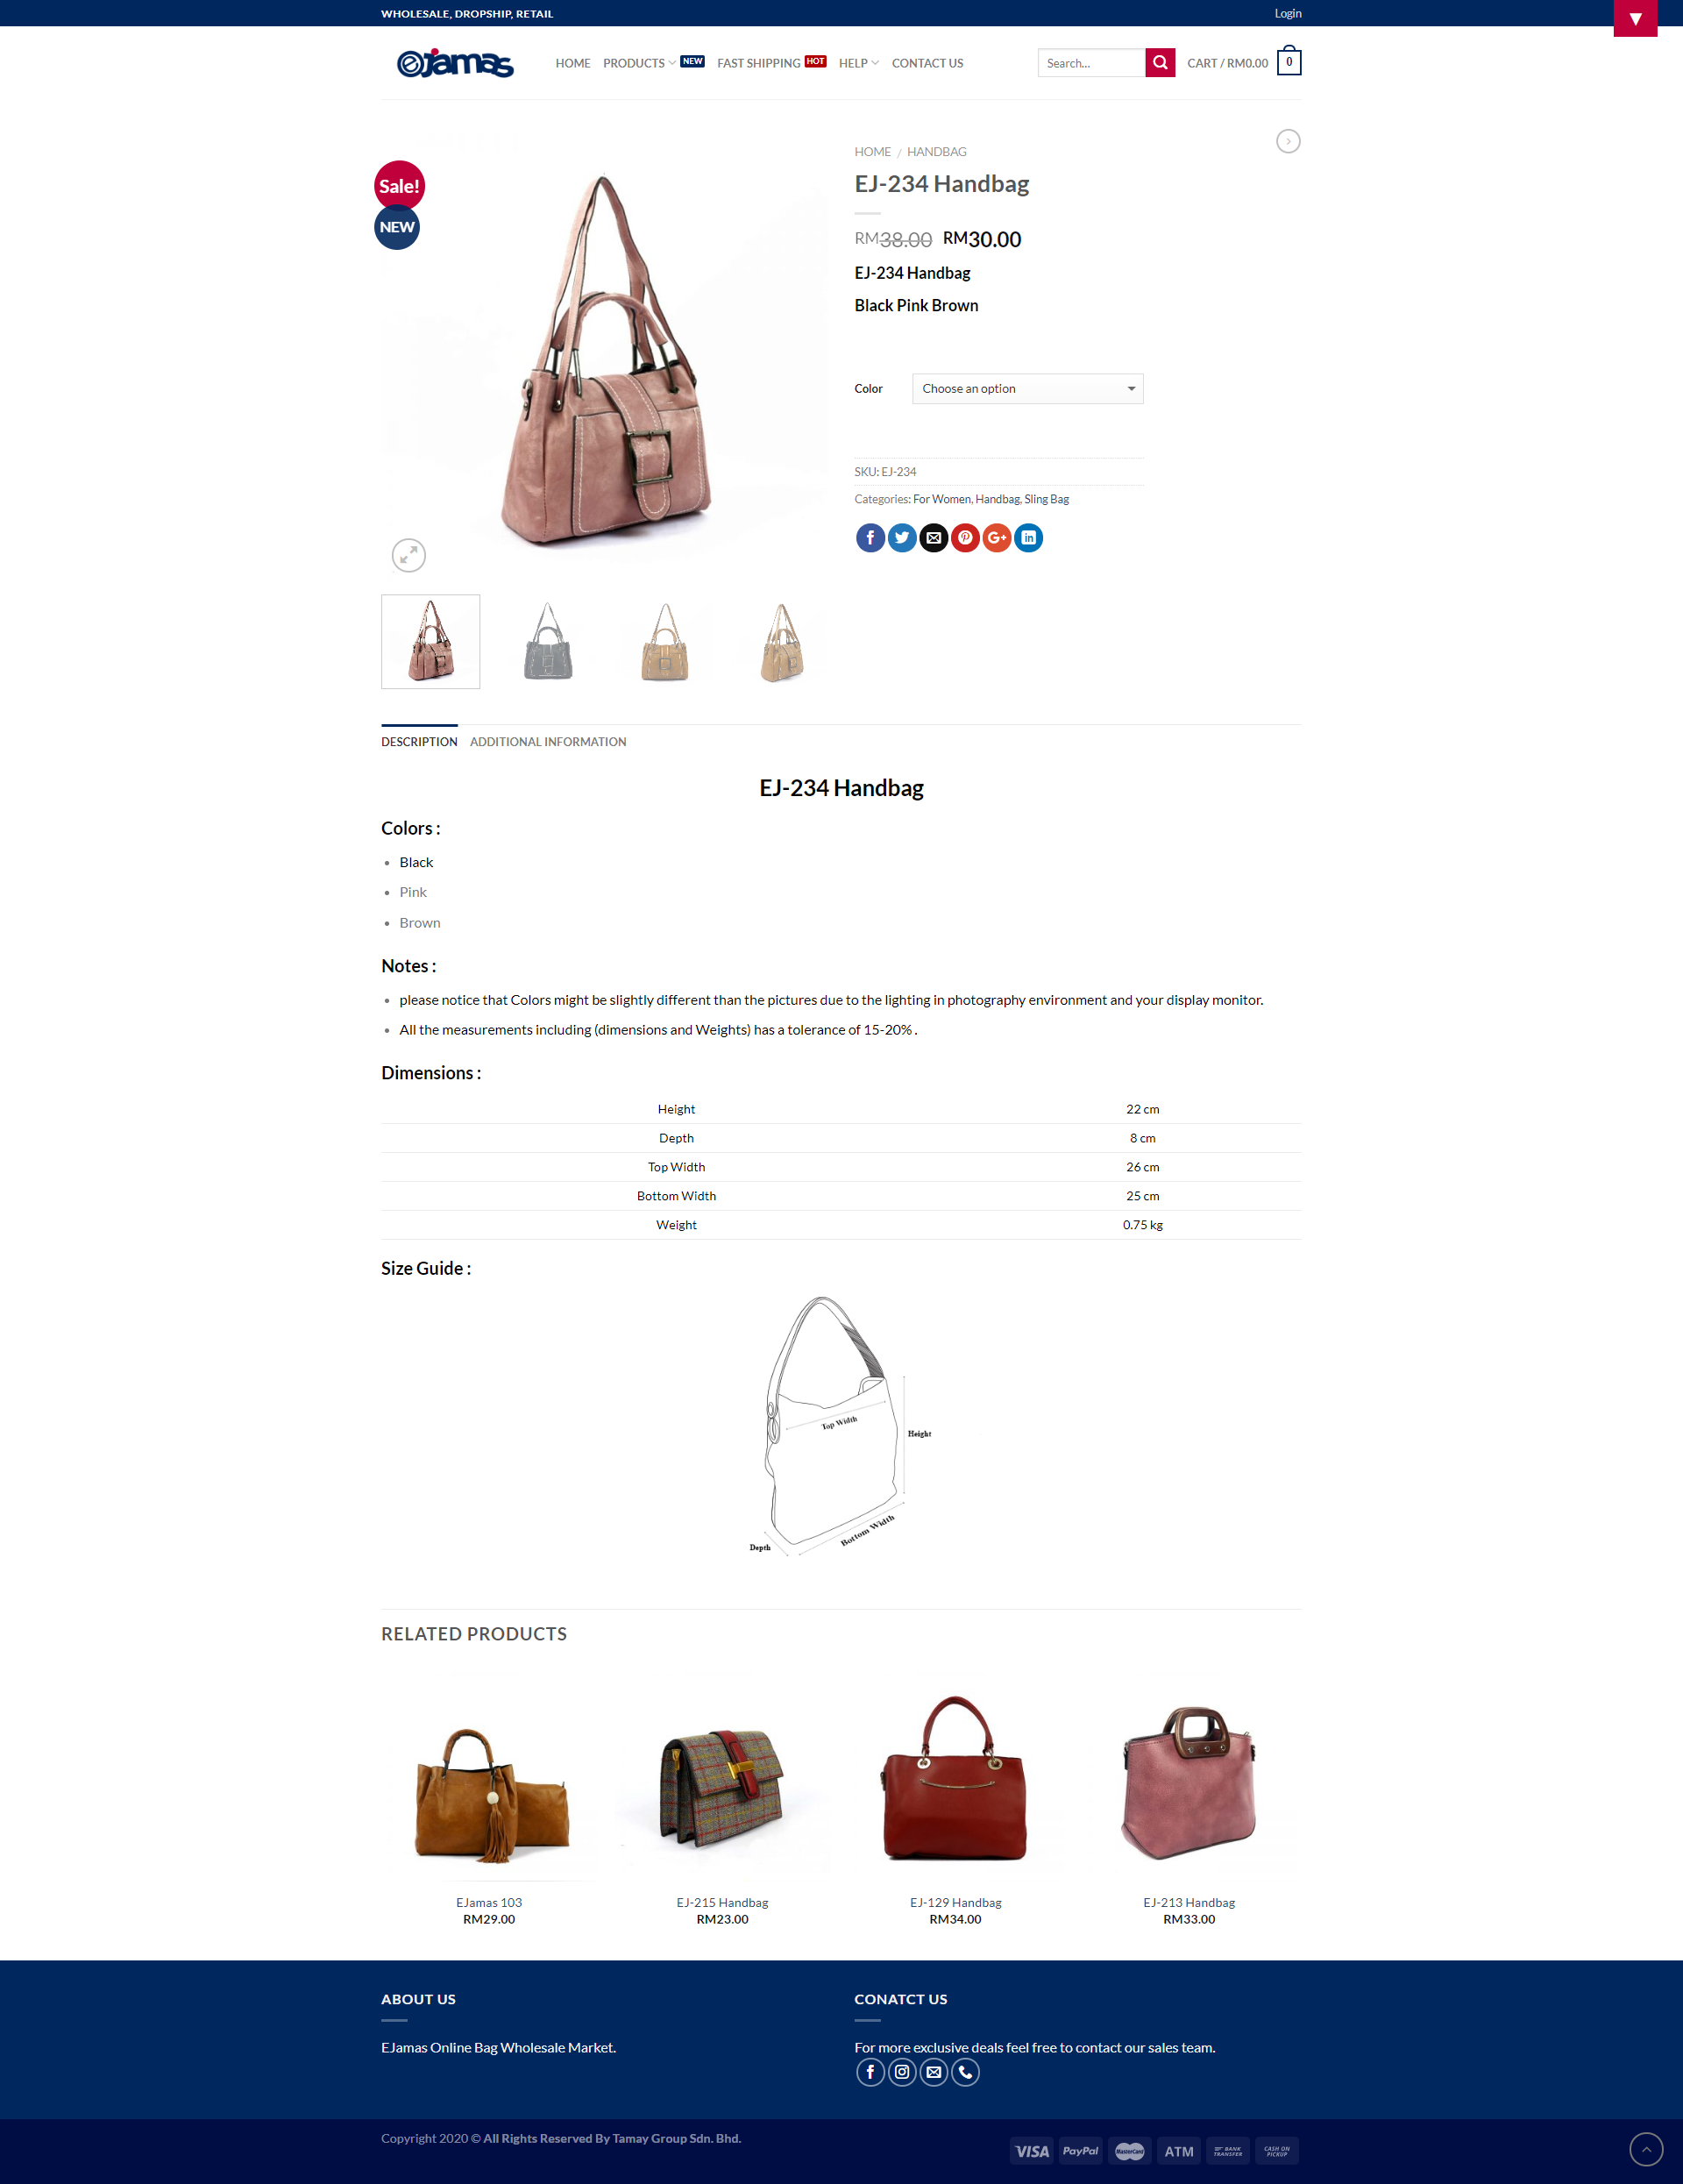 WHOLESALE, DROPSHIP, RETAIL
Login
▼
ejamas
HOME
PRODUCTS NEW
FAST SHIPPING HOT
HELP
CONTACT US
Search...
CART / RM0.00
0
HOME / HANDBAG
Sale!
NEW
EJ-234 Handbag
RM38.00 RM30.00
EJ-234 Handbag
Black Pink Brown
Color
Choose an option
SKU: EJ-234
Categories: For Women, Handbag, Sling Bag
DESCRIPTION
ADDITIONAL INFORMATION
EJ-234 Handbag
Colors :
Black
Pink
Brown
Notes :
please notice that Colors might be slightly different than the pictures due to the lighting in photography environment and your display monitor.
All the measurements including (dimensions and Weights) has a tolerance of 15-20% .
Dimensions :
Height 22 cm
Depth 8 cm
Top Width 26 cm
Bottom Width 25 cm
Weight 0.75 kg
Size Guide :
Top Width
Height
Bottom Width
Depth
RELATED PRODUCTS
EJamas 103
RM29.00
EJ-215 Handbag
RM23.00
EJ-129 Handbag
RM34.00
EJ-213 Handbag
RM33.00
ABOUT US
EJamas Online Bag Wholesale Market.
CONATCT US
For more exclusive deals feel free to contact our sales team.
Copyright 2020 © All Rights Reserved By Tamay Group Sdn. Bhd.
VISA
PayPal
MasterCard
ATM
BANK TRANSFER
CASH ON PICKUP